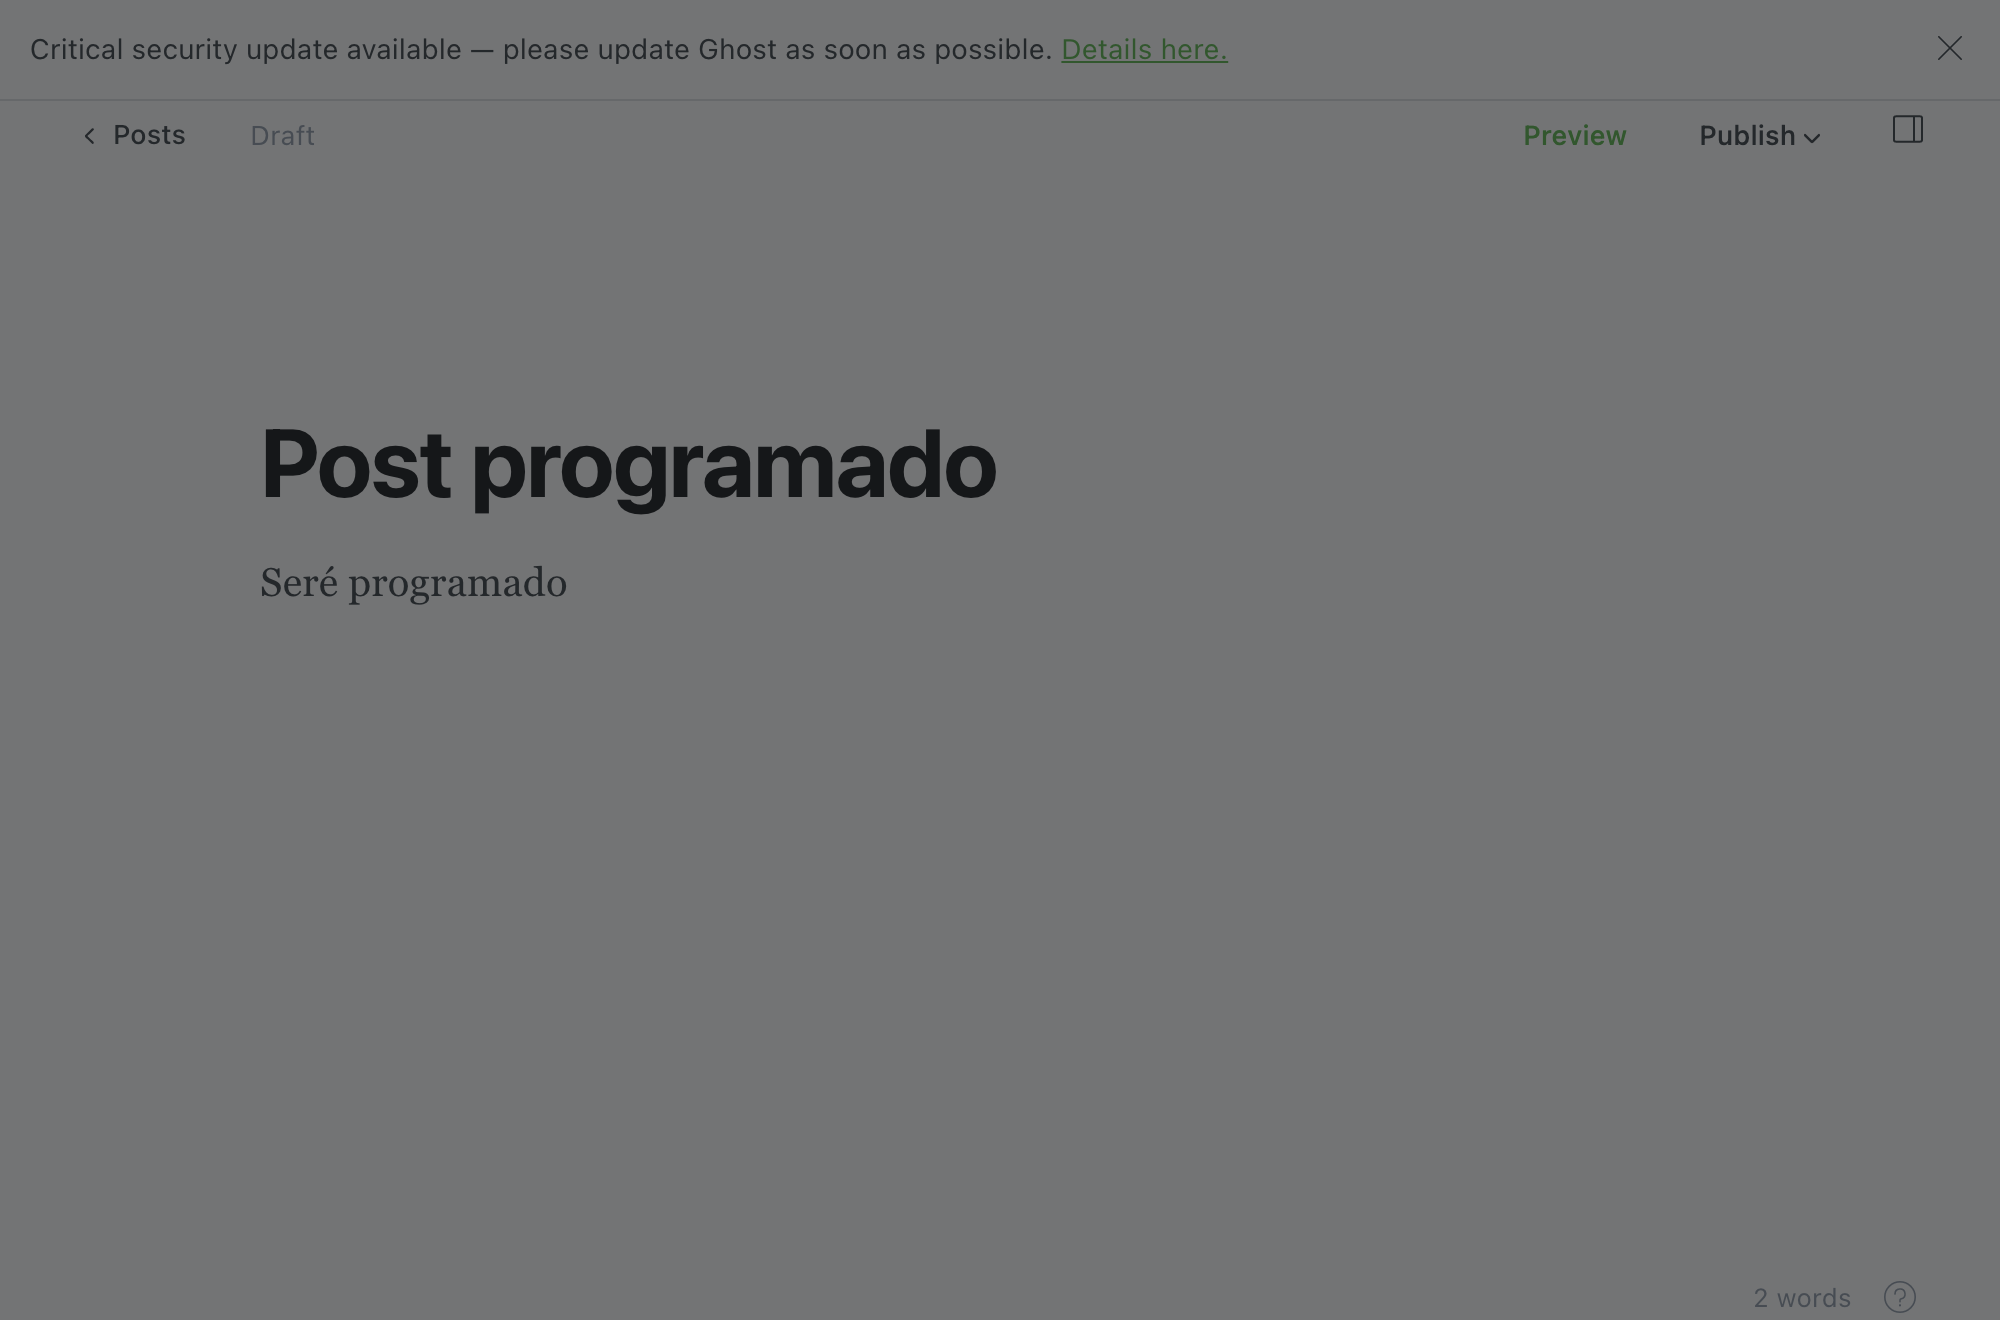 Critical security update available — please update Ghost as soon as possible. Details here.
Posts Draft Preview Publish
Post programado
Seré programado
2 words ?